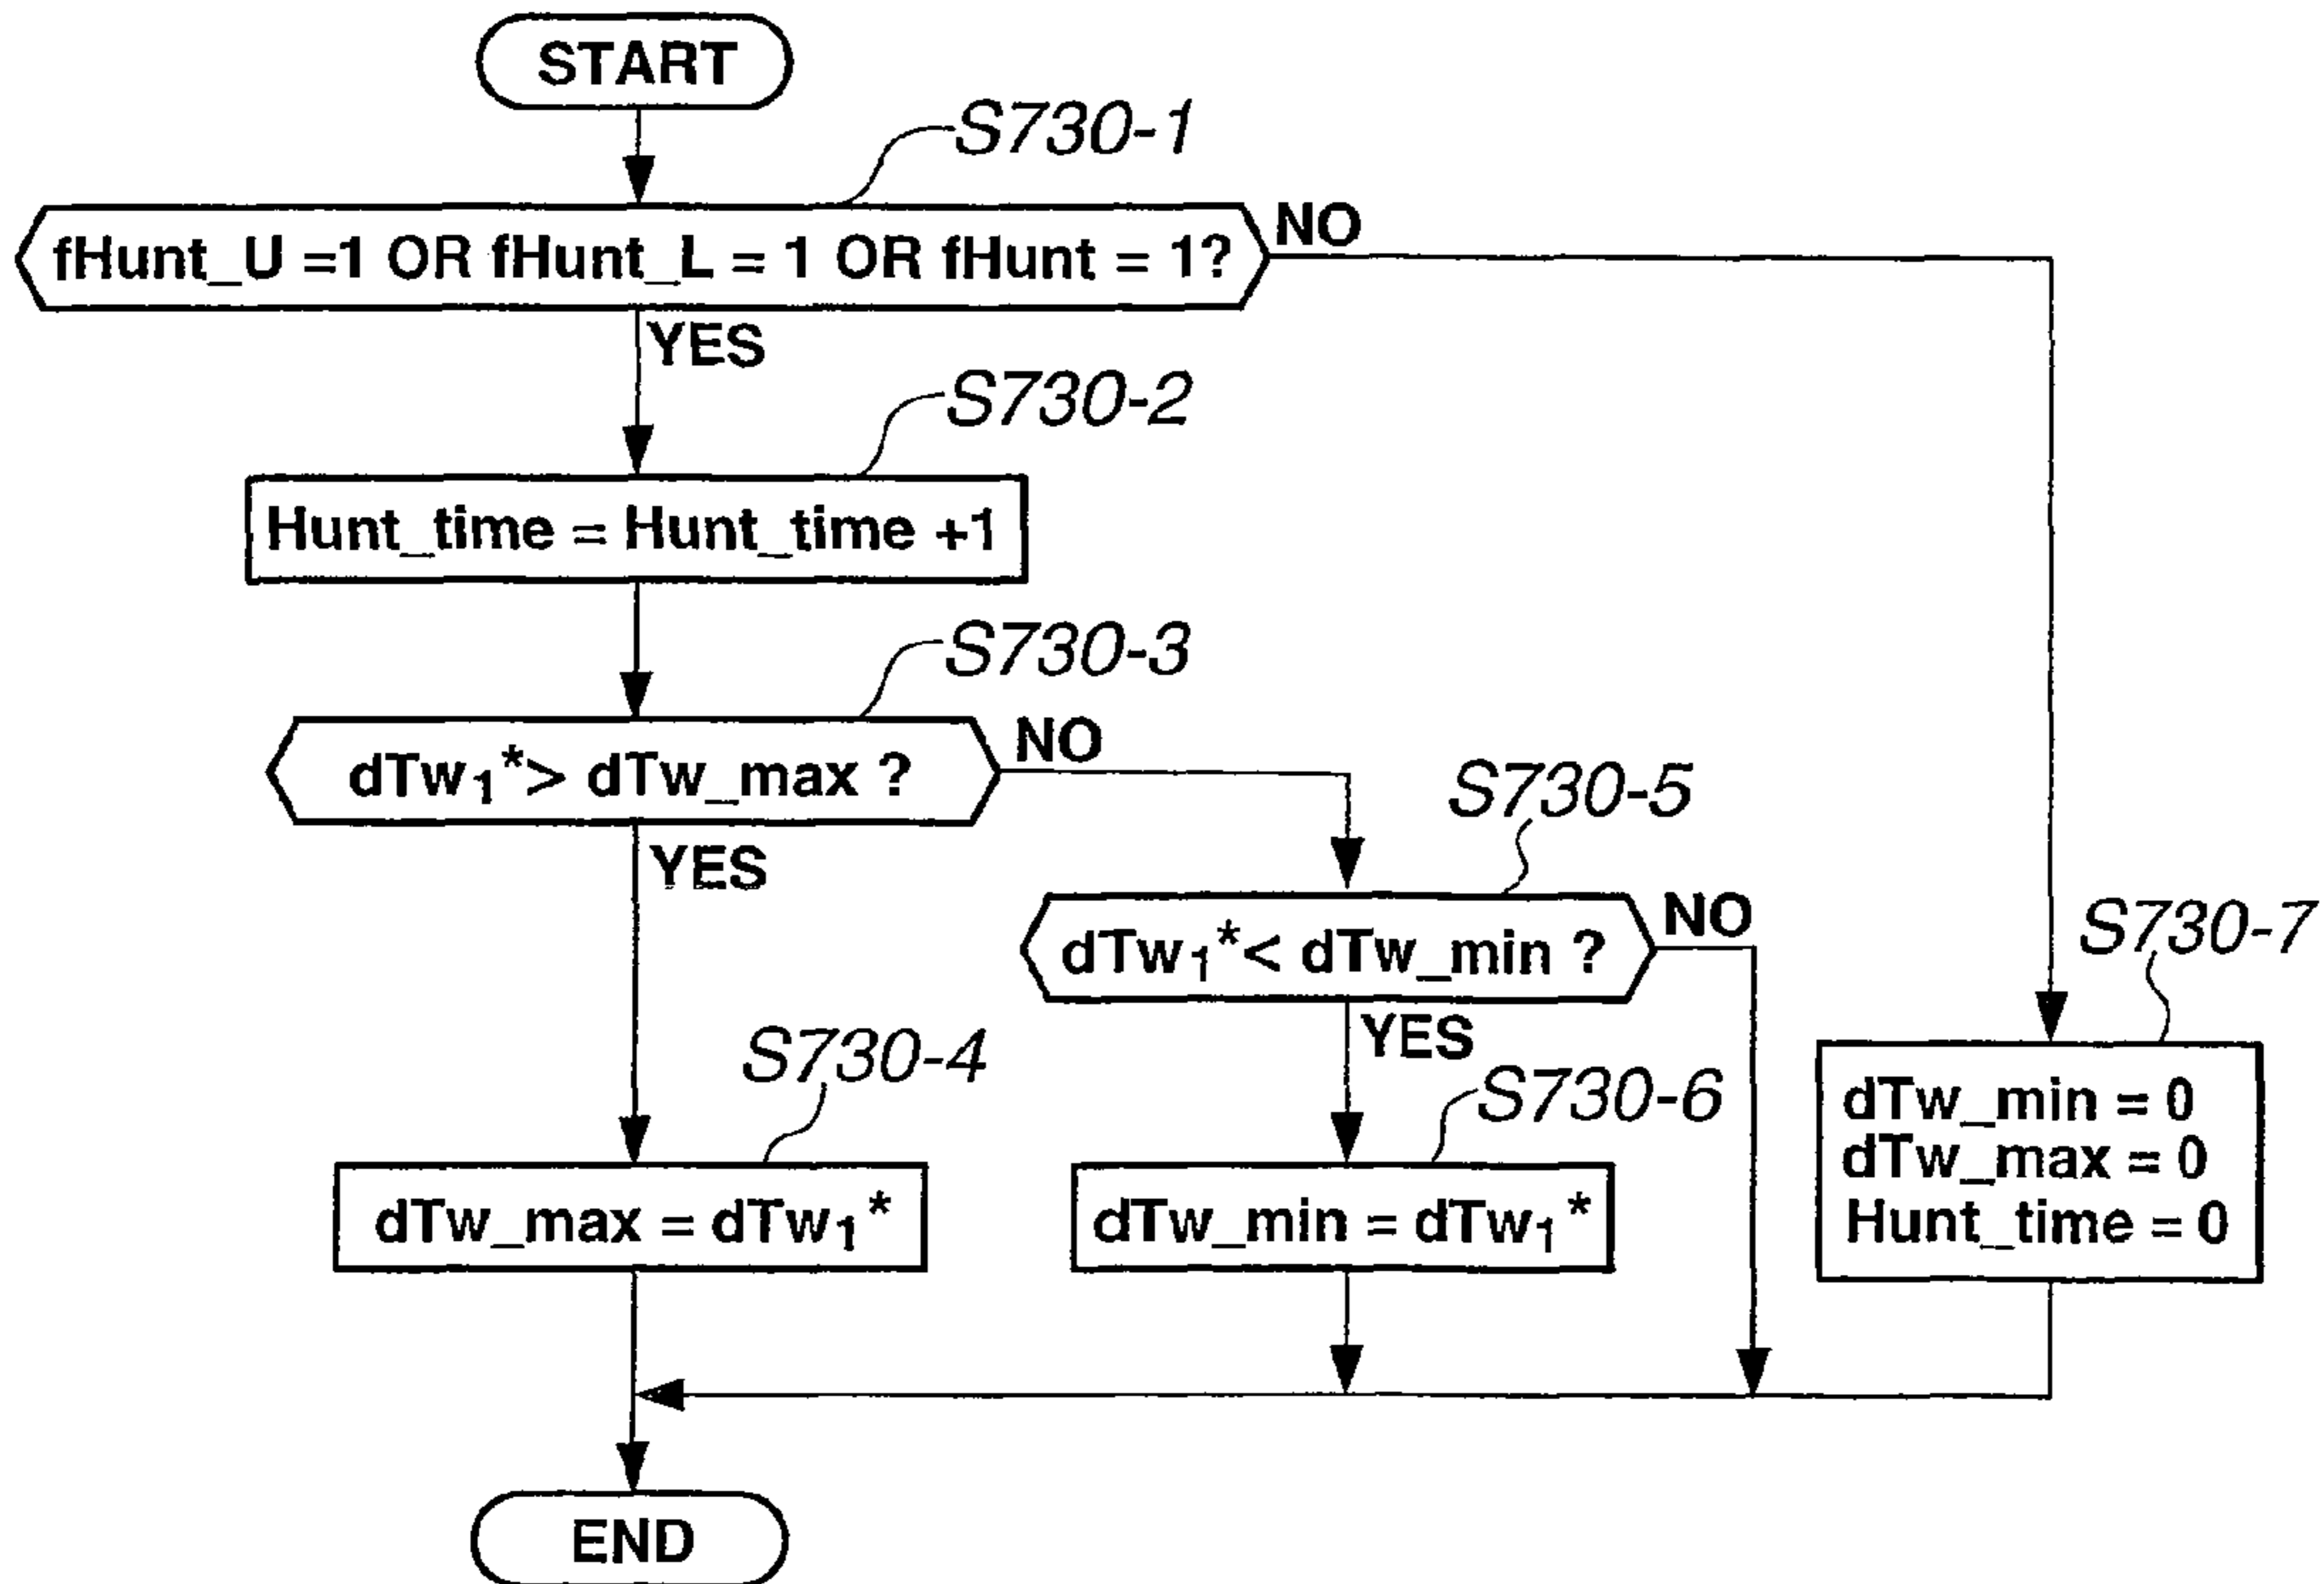 START
S730-1
fHunt_U =1 OR fHunt_L = 1 OR fHunt = 1?
NO
YES
S730-2
Hunt_time = Hunt_time +1
S730-3
dTw₁*> dTw_max ?
NO
YES
S730-5
dTw₁*< dTw_min ?
NO
YES
S730-7
S730-4
S730-6
dTw_max = dTw₁*
dTw_min = dTw₁*
dTw_min = 0
dTw_max = 0
Hunt_time = 0
END